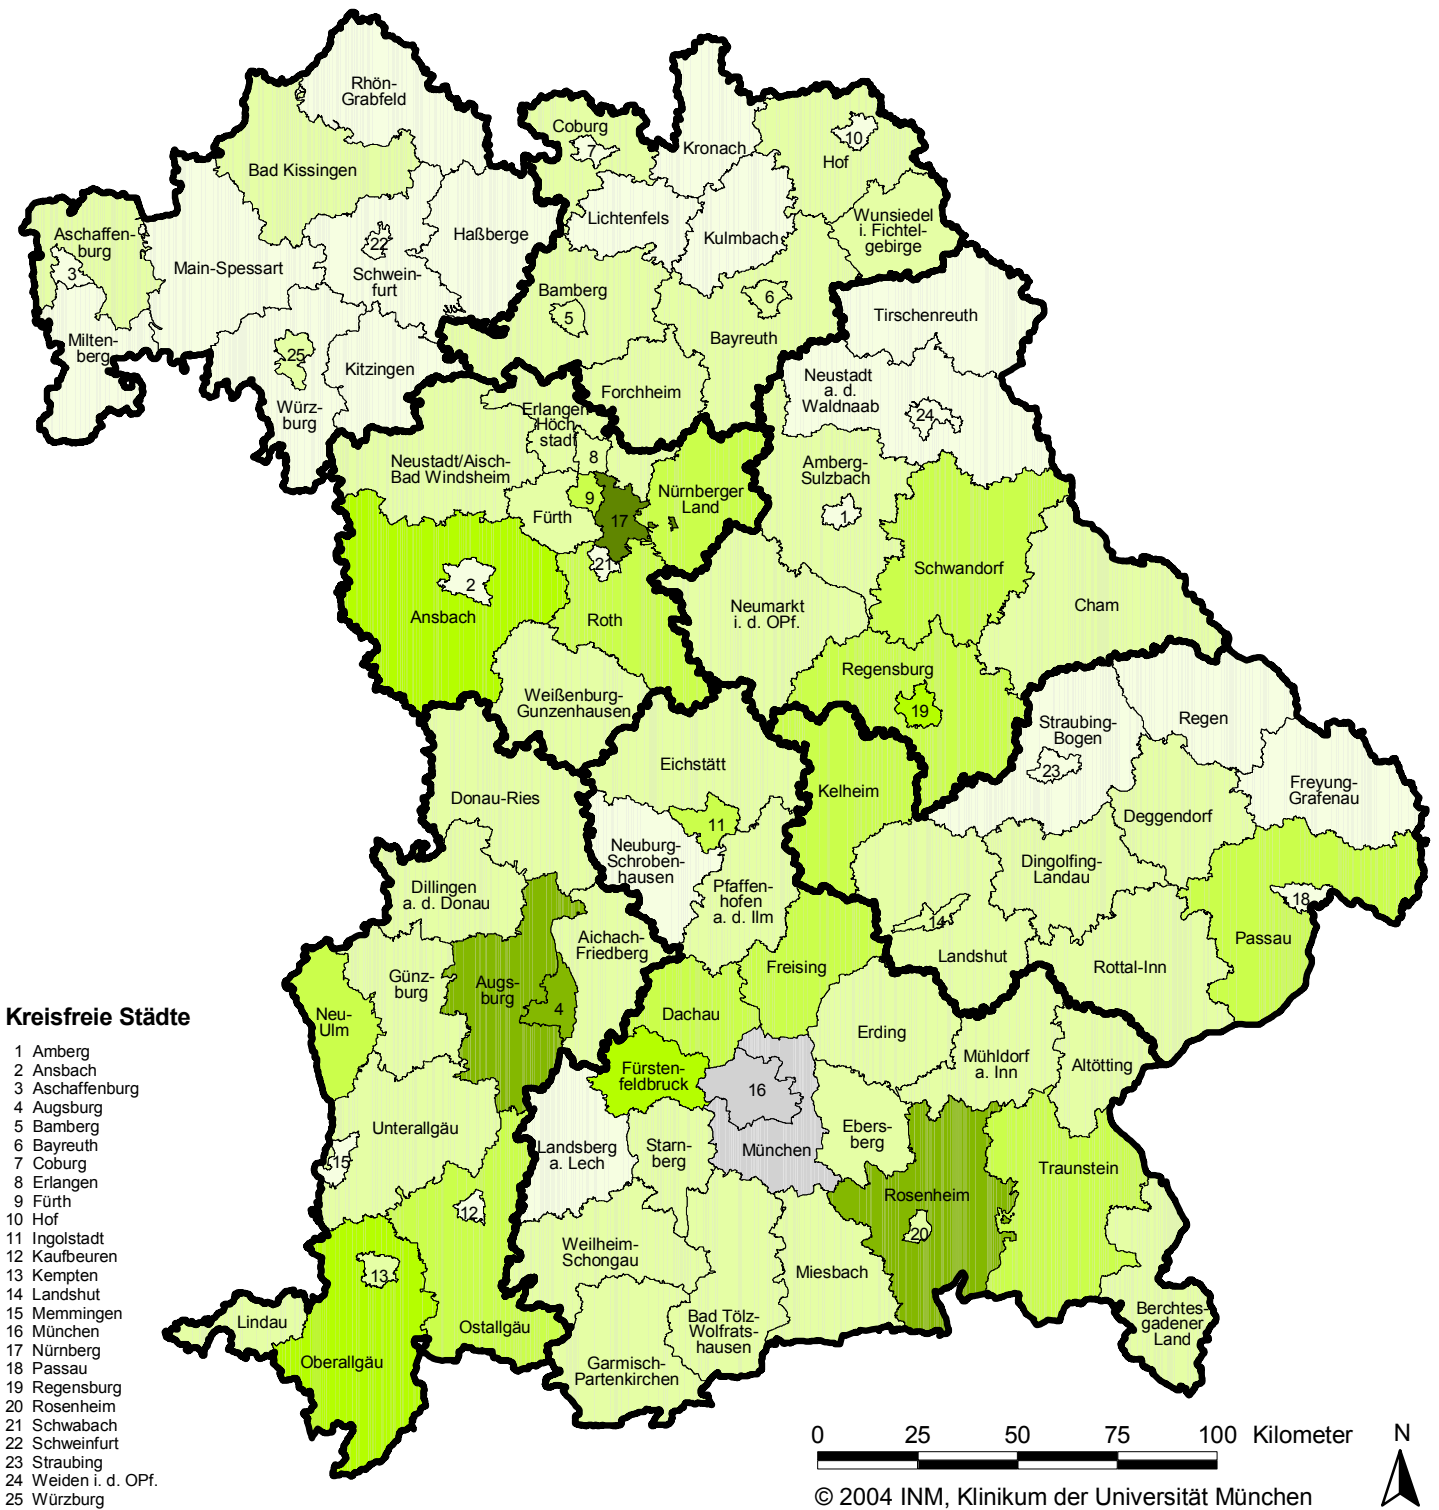 Rhön-
Grabfeld
Coburg
7
Kronach
10
Hof
Bad Kissingen
Wunsiedel
i. Fichtel-
gebirge
Lichtenfels
Kulmbach
Aschaffen-
burg
3
Haßberge
22
Main-Spessart
Schwein-
furt
Bamberg
5
6
Bayreuth
Tirschenreuth
Milten-
berg
25
Kitzingen
Würz-
burg
Forchheim
Neustadt
a. d.
Waldnaab
24
Erlangen-
Höch
stadt
8
Neustadt/Aisch-
Bad Windsheim
Amberg-
Sulzbach
1
Nürnberger
Land
9
Fürth
17
21
2
Ansbach
Roth
Schwandorf
Neumarkt
i. d. OPf.
Cham
Weißenburg-
Gunzenhausen
Regensburg
19
Straubing-
Bogen
23
Regen
Eichstätt
Freyung-
Grafenau
Donau-Ries
Kelheim
11
Deggendorf
Neuburg-
Schroben-
hausen
Dingolfing-
Landau
Dillingen
a. d. Donau
Pfaffen-
hofen
a. d. Ilm
18
14
Passau
Aichach-
Friedberg
Landshut
Rottal-Inn
Freising
Günz-
burg
Augs-
burg
4
Neu-
Ulm
Dachau
Erding
Mühldorf
a. Inn
Altötting
Fürsten-
feldbruck
16
Unterallgäu
15
Landsberg
a. Lech
Starn-
berg
München
Ebers-
berg
Traunstein
Rosenheim
20
12
Weilheim-
Schongau
Miesbach
13
Lindau
Ostallgäu
Bad Tölz-
Wolfrats-
hausen
Berchtes-
gadener
Land
Oberallgäu
Garmisch-
Partenkirchen
Kreisfreie Städte
1 Amberg
2 Ansbach
3 Aschaffenburg
4 Augsburg
5 Bamberg
6 Bayreuth
7 Coburg
8 Erlangen
9 Fürth
10 Hof
11 Ingolstadt
12 Kaufbeuren
13 Kempten
14 Landshut
15 Memmingen
16 München
17 Nürnberg
18 Passau
19 Regensburg
20 Rosenheim
21 Schwabach
22 Schweinfurt
23 Straubing
24 Weiden i. d. OPf.
25 Würzburg
0 25 50 75 100 Kilometer
N
© 2004 INM, Klinikum der Universität München